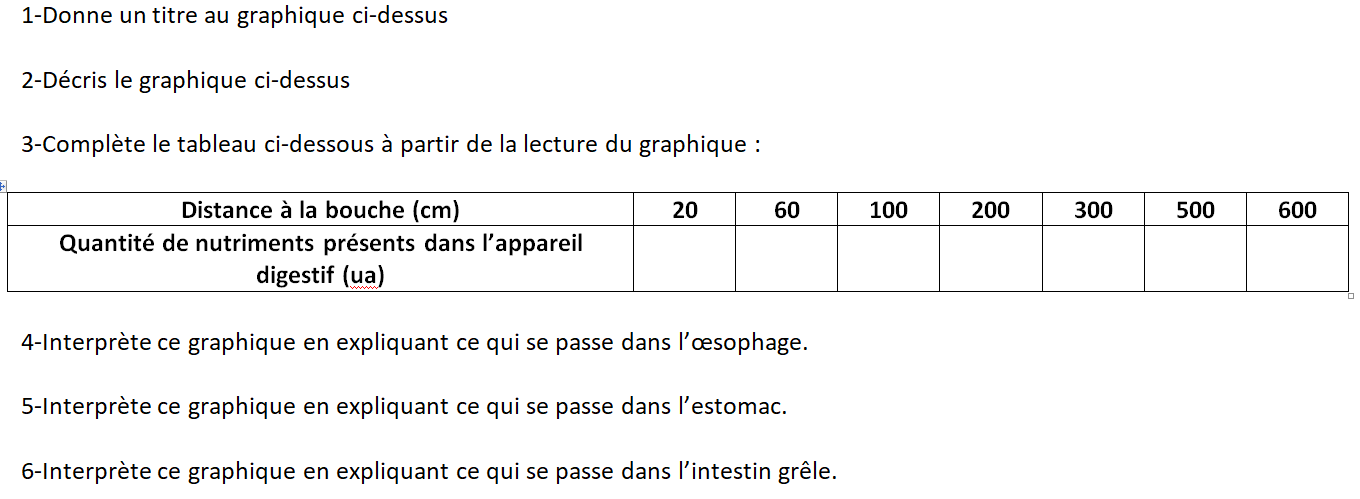 1-Donne un titre au graphique ci-dessus
2-Décris le graphique ci-dessus
3-Complète le tableau ci-dessous à partir de la lecture du graphique :
Distance à la bouche (cm) 20 60 100 200 300 500 600
Quantité de nutriments présents dans l’appareil
digestif (ua)
4-Interprète ce graphique en expliquant ce qui se passe dans l’œsophage.
5-Interprète ce graphique en expliquant ce qui se passe dans l’estomac.
6-Interprète ce graphique en expliquant ce qui se passe dans l’intestin grêle.